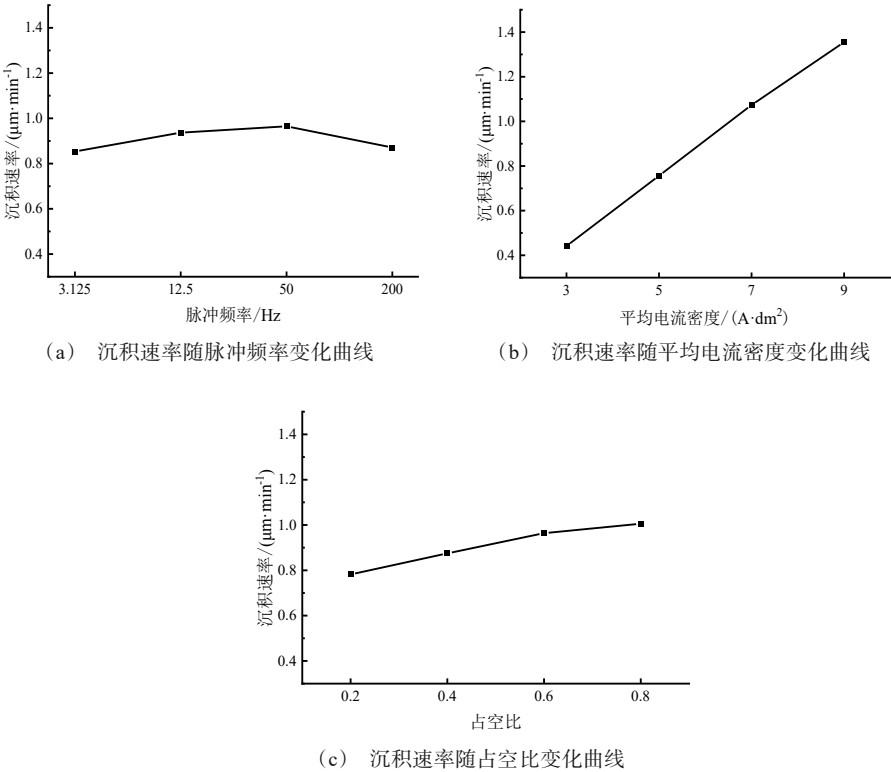 沉积速率/(μm·min⁻¹)
1.4
1.2
1.0
0.8
0.6
0.4
3.125 12.5 50 200
脉冲频率/Hz
（a） 沉积速率随脉冲频率变化曲线
沉积速率/(μm·min⁻¹)
1.4
1.2
1.0
0.8
0.6
0.4
3 5 7 9
平均电流密度/(A·dm²)
（b） 沉积速率随平均电流密度变化曲线
沉积速率/(μm·min⁻¹)
1.4
1.2
1.0
0.8
0.6
0.4
0.2 0.4 0.6 0.8
占空比
（c） 沉积速率随占空比变化曲线